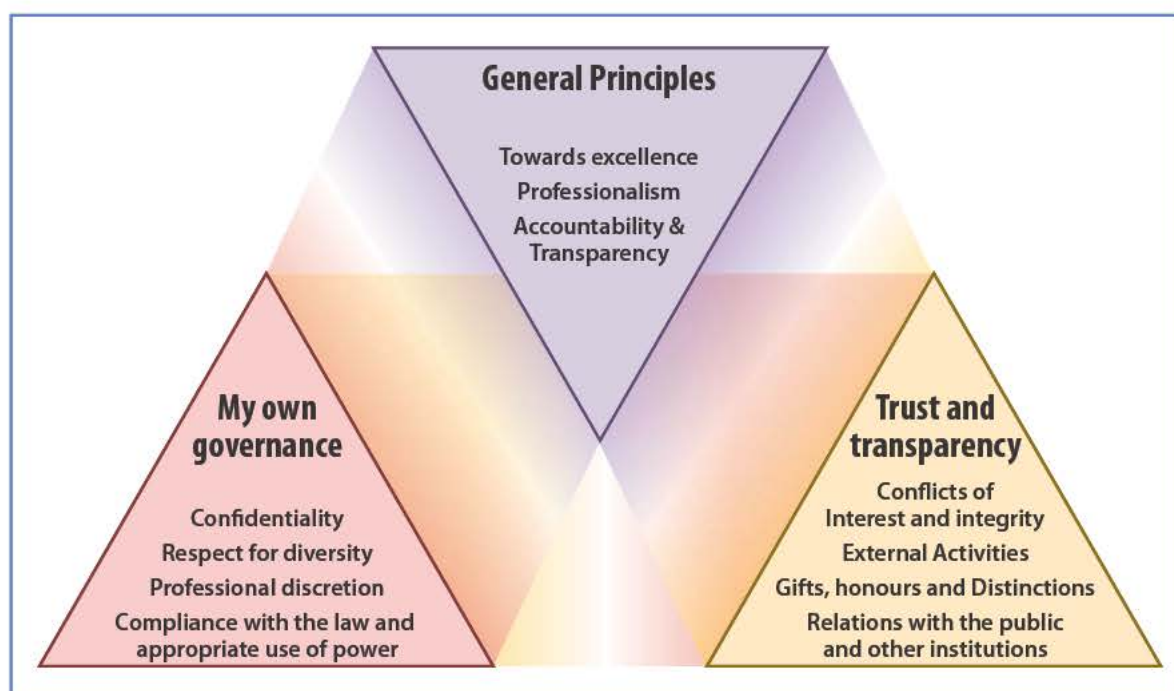 General Principles
Towards excellence
Professionalism
Accountability &
Transparency
My own
governance
Confidentiality
Respect for diversity
Professional discretion
Compliance with the law and
appropriate use of power
Trust and
transparency
Conflicts of
Interest and integrity
External Activities
Gifts, honours and Distinctions
Relations with the public
and other institutions